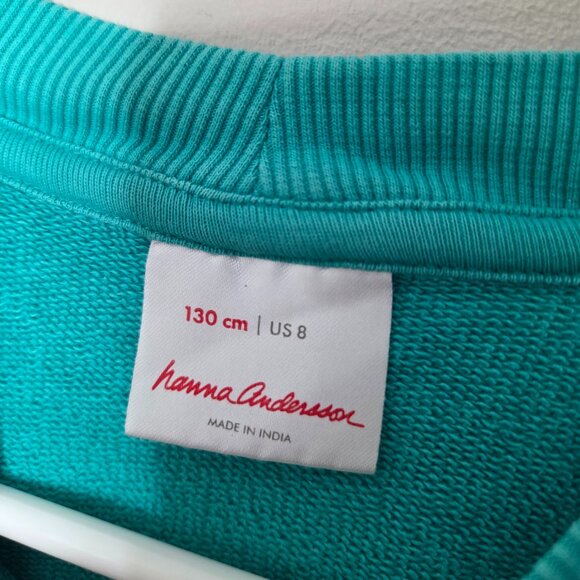 130 cm | US 8
hanna Andersson
MADE IN INDIA